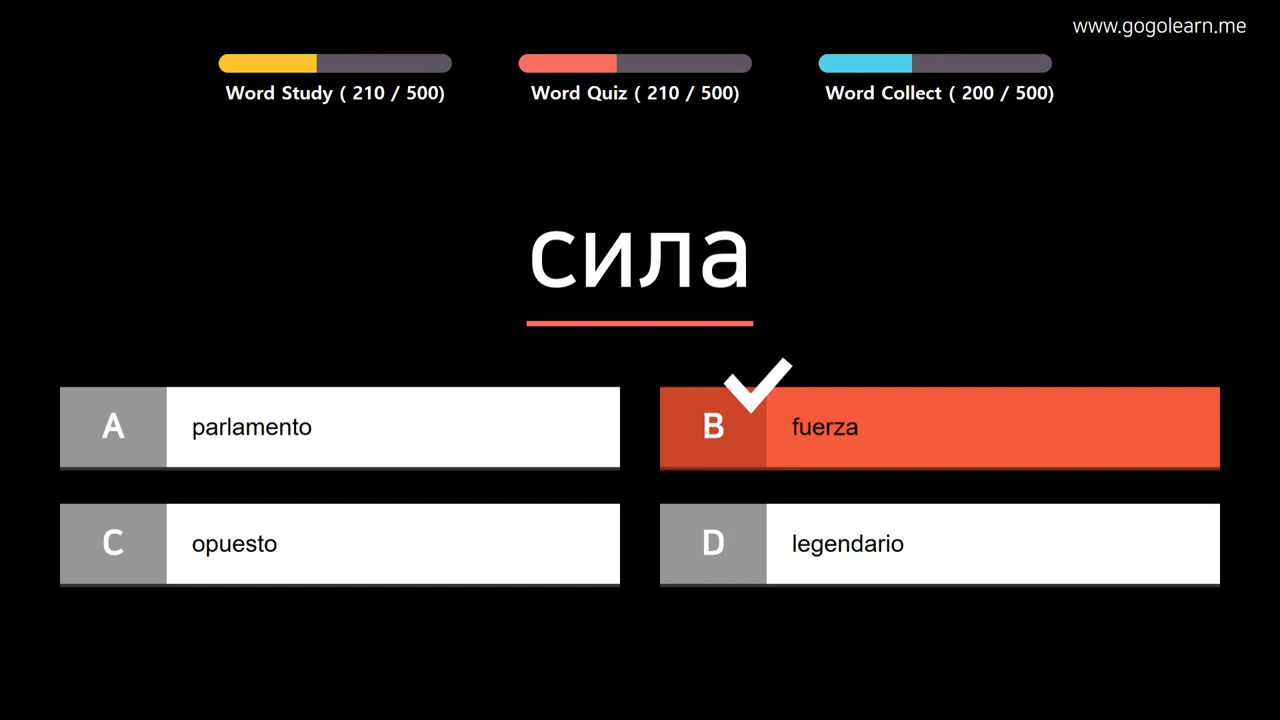 www.gogolearn.me
Word Study ( 210 / 500)
Word Quiz ( 210 / 500)
Word Collect ( 200 / 500)
сила
A parlamento
B fuerza
C opuesto
D legendario